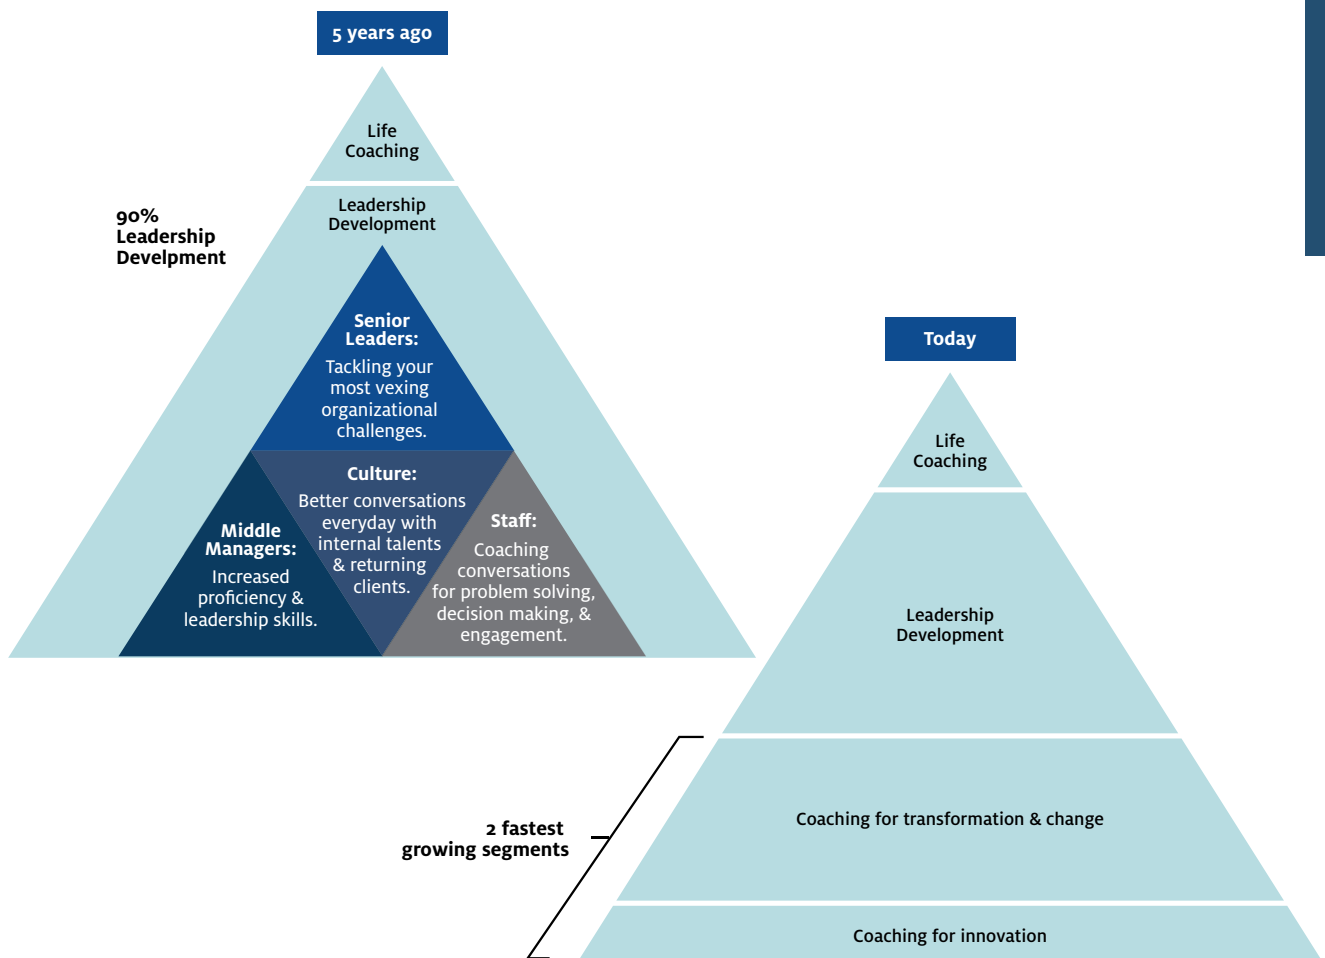 5 years ago
Life
Coaching
90%
Leadership
Develpment
Leadership
Development
Senior
Leaders:
Tackling your
most vexing
organizational
challenges.
Culture:
Better conversations
everyday with
internal talents
& returning
clients.
Middle
Managers:
Increased
proficiency &
leadership skills.
Staff:
Coaching
conversations
for problem solving,
decision making, &
engagement.
Today
Life
Coaching
Leadership
Development
2 fastest
growing segments
Coaching for transformation & change
Coaching for innovation